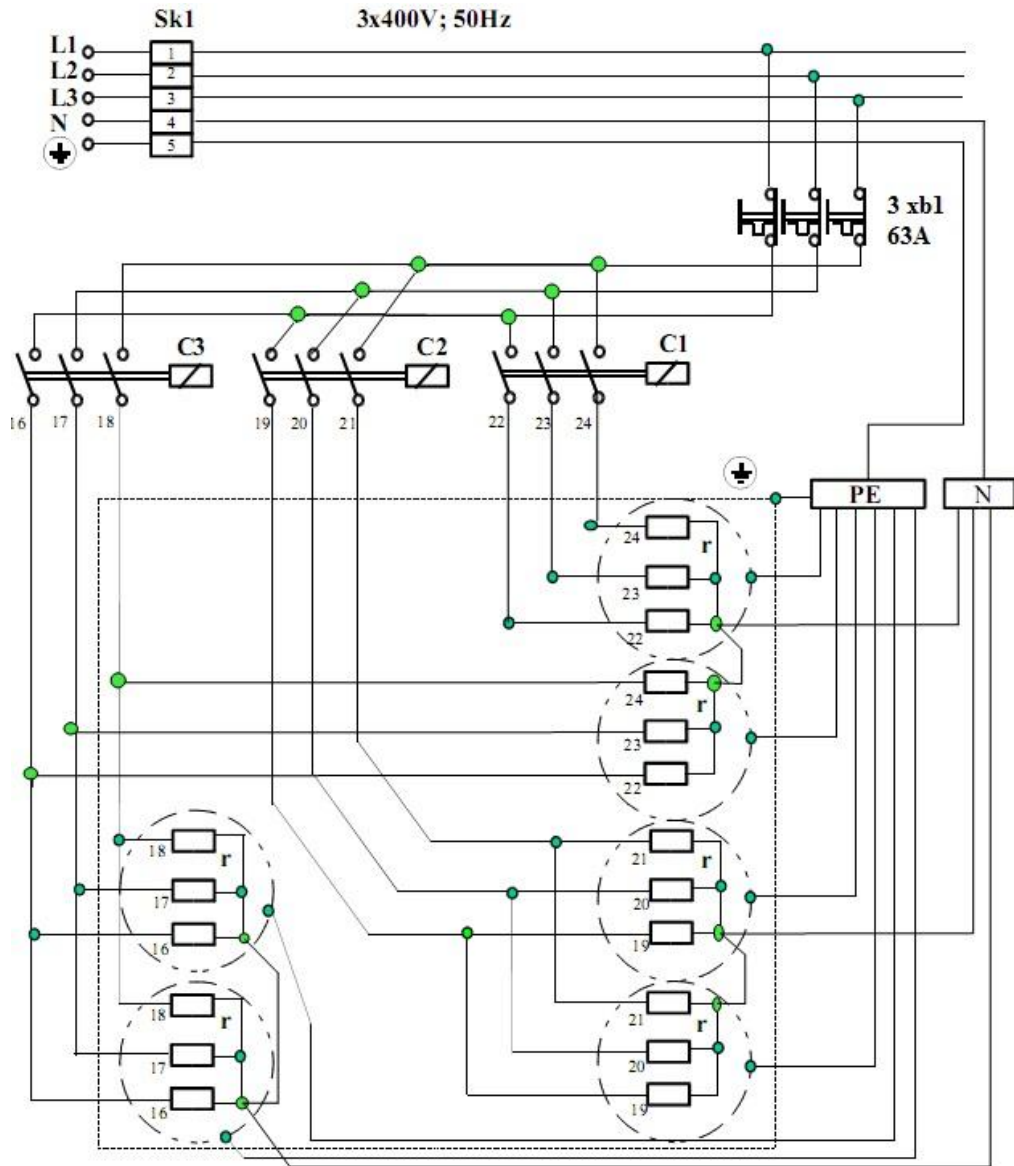 Sk1 3x400V; 50Hz
L1 1
L2 2
L3 3
N 4
5
3 xb1
63A
C3 C2 C1
16 17 18 19 20 21 22 23 24
PE N
24 r
23
22
24 r
23
22
18 r
17
16
21 r
20
19
18 r
17
16
21 r
20
19